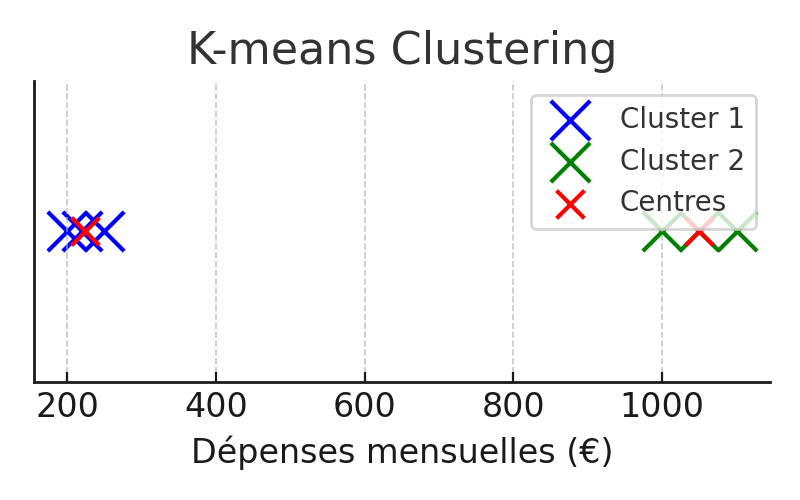 K-means Clustering
Cluster 1
Cluster 2
Centres
200 400 600 800 1000
Dépenses mensuelles (€)